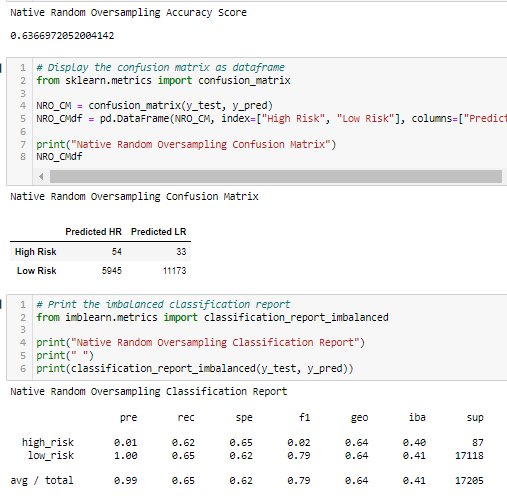 Native Random Oversampling Accuracy Score
0.6366972052004142
1 # Display the confusion matrix as dataframe
2 from sklearn.metrics import confusion_matrix
3
4 NRO_CM = confusion_matrix(y_test, y_pred)
5 NRO_CMdf = pd.DataFrame(NRO_CM, index=["High Risk", "Low Risk"], columns=["Predict
6
7 print("Native Random Oversampling Confusion Matrix")
8 NRO_CMdf
Native Random Oversampling Confusion Matrix
Predicted HR Predicted LR
High Risk 54 33
Low Risk 5945 11173
1 # Print the imbalanced classification report
2 from imblearn.metrics import classification_report_imbalanced
3
4 print("Native Random Oversampling Classification Report")
5 print(" ")
6 print(classification_report_imbalanced(y_test, y_pred))
Native Random Oversampling Classification Report
pre rec spe f1 geo iba sup
high_risk 0.01 0.62 0.65 0.02 0.64 0.40 87
low_risk 1.00 0.65 0.62 0.79 0.64 0.41 17118
avg / total 0.99 0.65 0.62 0.79 0.64 0.41 17205